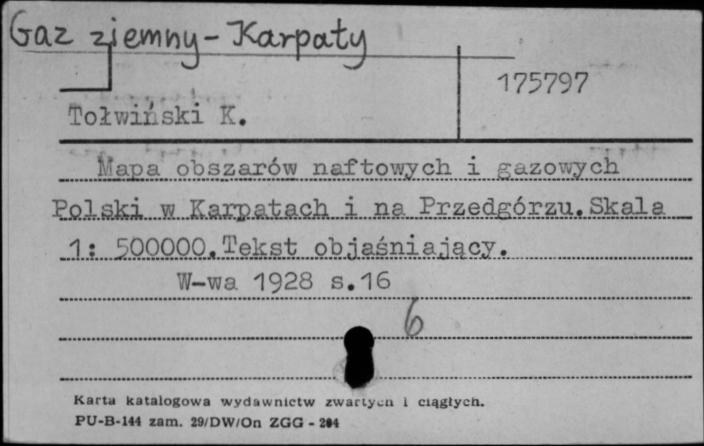 Gaz ziemny - Karpaty
175797
Tołwiński K.
Mapa obszarów naftowych i gazowych
Polski w Karpatach i na Przedgórzu. Skala
1: 500000. Tekst objaśniający.
W-wa 1928 s.16
6
Karta katalogowa wydawnictw zwartych i ciągłych.
PU-B-144 zam. 29/DW/On ZGG - 204